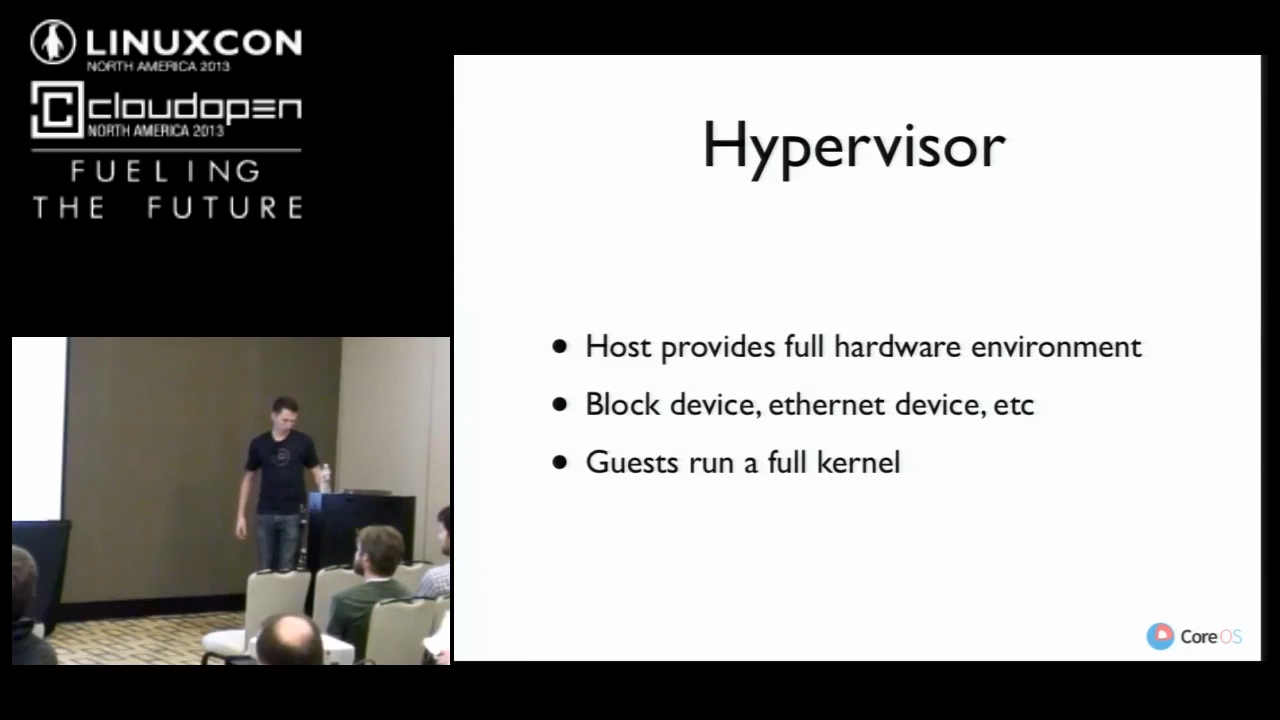 LINUXCON
NORTH AMERICA 2013
cloudopen
NORTH AMERICA 2013
FUELING
THE FUTURE
Hypervisor
• Host provides full hardware environment
• Block device, ethernet device, etc
• Guests run a full kernel
CoreOS